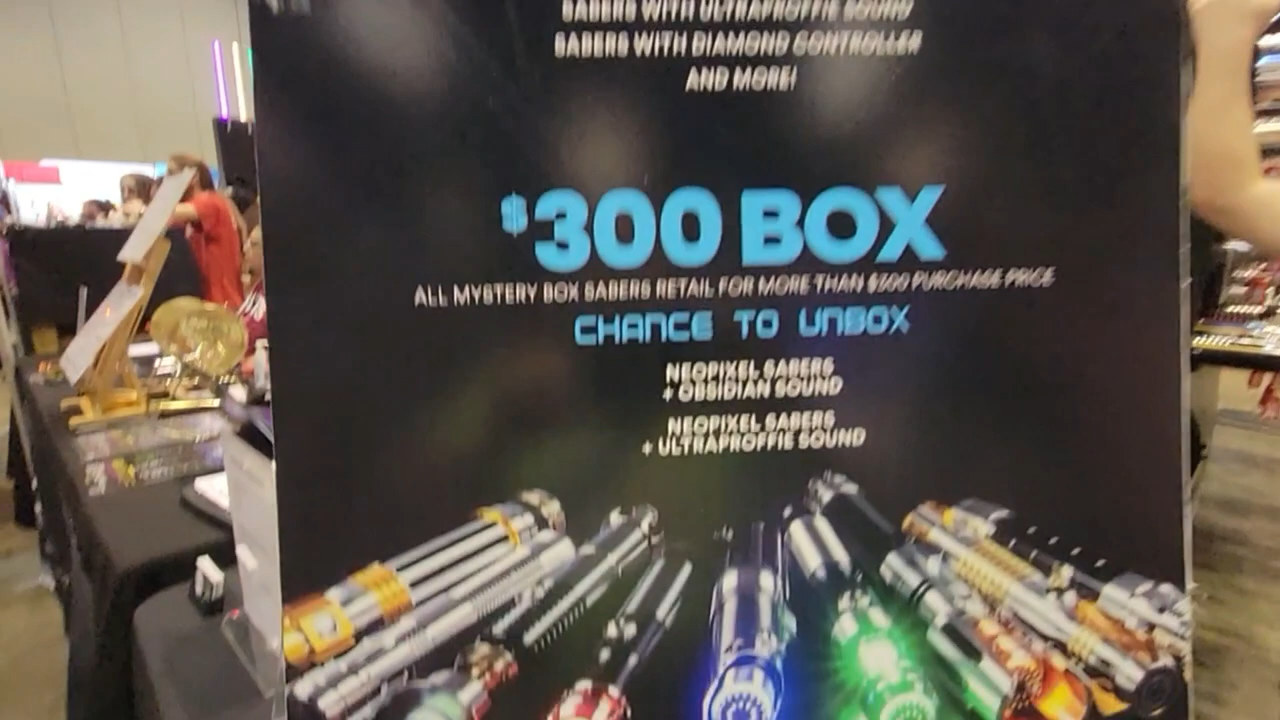 SABERS WITH ULTRAPROFFIE SOUND
SABERS WITH DIAMOND CONTROLLER
AND MORE!
$300 BOX
ALL MYSTERY BOX SABERS RETAIL FOR MORE THAN $300 PURCHASE PRICE
CHANCE TO UNBOX
NEOPIXEL SABERS
+ OBSIDIAN SOUND
NEOPIXEL SABERS
+ ULTRAPROFFIE SOUND